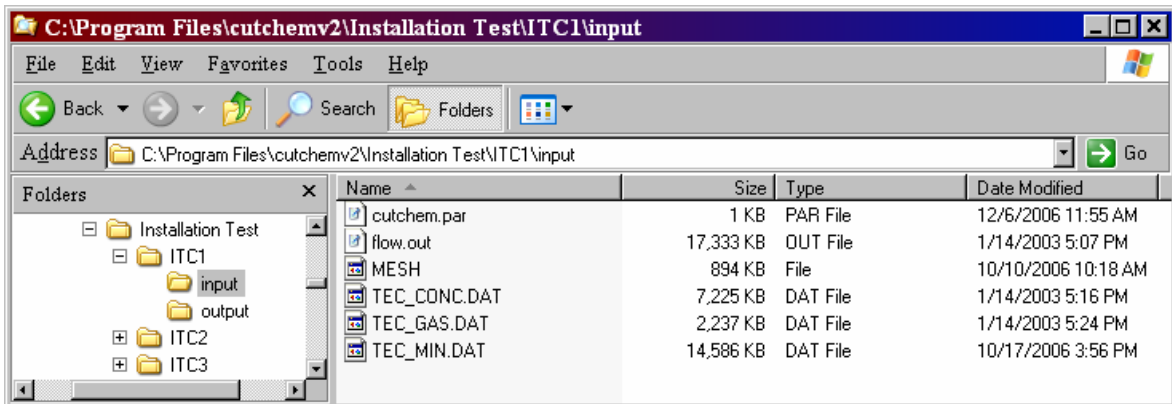 C:\Program Files\cutchemv2\Installation Test\ITC1\input
File Edit View Favorites Tools Help
Back Search Folders
Address C:\Program Files\cutchemv2\Installation Test\ITC1\input Go
Folders
Installation Test
ITC1
input
output
ITC2
ITC3
Name Size Type Date Modified
cutchem.par 1 KB PAR File 12/6/2006 11:55 AM
flow.out 17,333 KB OUT File 1/14/2003 5:07 PM
MESH 894 KB File 10/10/2006 10:18 AM
TEC_CONC.DAT 7,225 KB DAT File 1/14/2003 5:16 PM
TEC_GAS.DAT 2,237 KB DAT File 1/14/2003 5:24 PM
TEC_MIN.DAT 14,586 KB DAT File 10/17/2006 3:56 PM